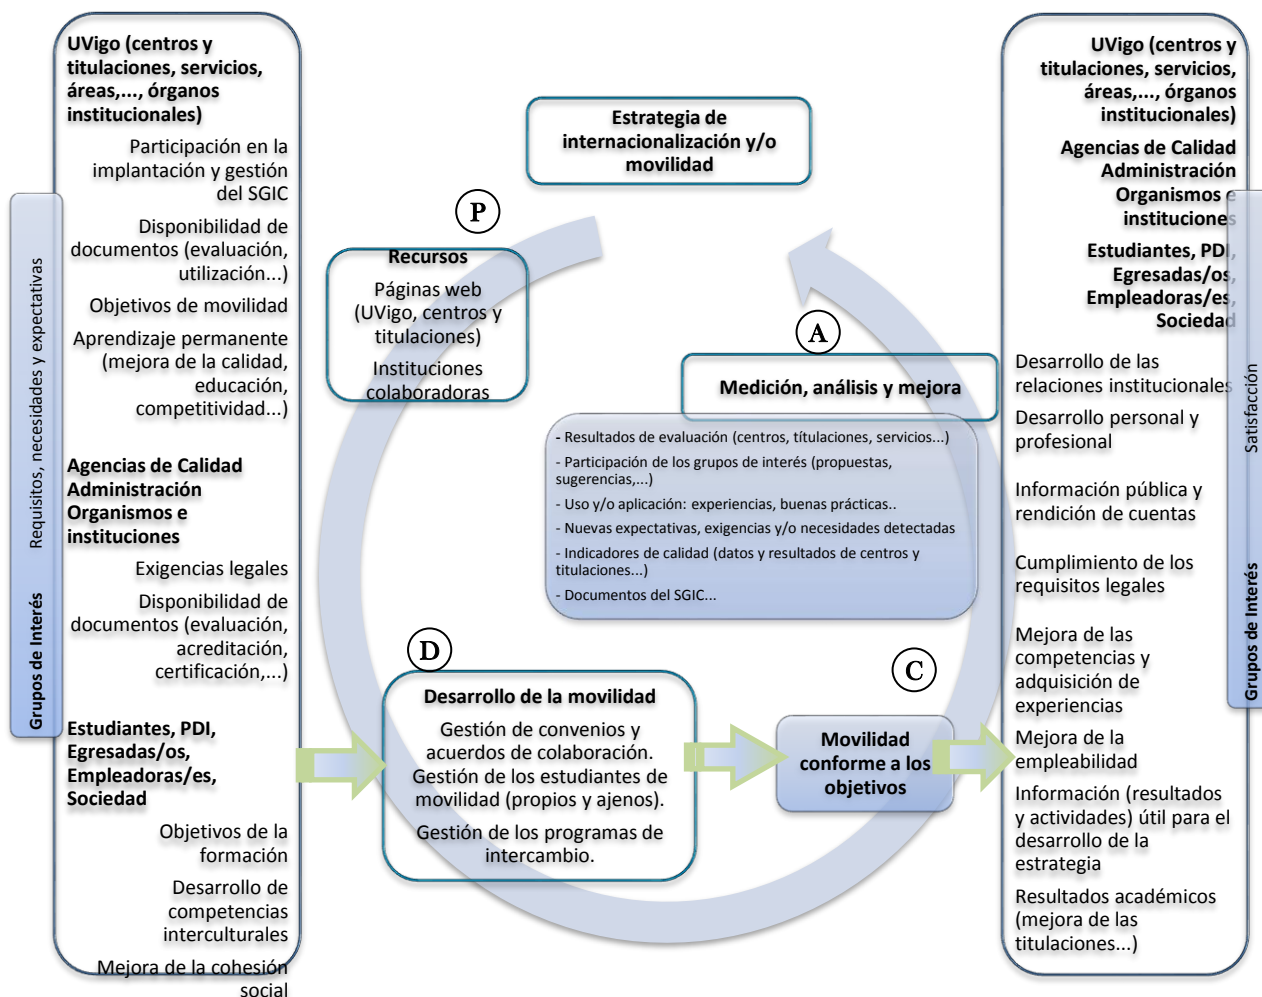 Grupos de Interés Requisitos, necesidades y expectativas
UVigo (centros y
titulaciones, servicios,
áreas,..., órganos
institucionales)
Participación en la
implantación y gestión
del SGIC
Disponibilidad de
documentos (evaluación,
utilización...)
Objetivos de movilidad
Aprendizaje permanente
(mejora de la calidad,
educación,
competitividad...)
Agencias de Calidad
Administración
Organismos e
instituciones
Exigencias legales
Disponibilidad de
documentos (evaluación,
acreditación,
certificación,...)
Estudiantes, PDI,
Egresadas/os,
Empleadoras/es,
Sociedad
Objetivos de la
formación
Desarrollo de
competencias
interculturales
Mejora de la cohesión
social
Estrategia de
internacionalización y/o
movilidad
P
Recursos
Páginas web
(UVigo, centros y
titulaciones)
Instituciones
colaboradoras
A
Medición, análisis y mejora
- Resultados de evaluación (centros, títulaciones, servicios...)
- Participación de los grupos de interés (propuestas,
sugerencias,...)
- Uso y/o aplicación: experiencias, buenas prácticas..
- Nuevas expectativas, exigencias y/o necesidades detectadas
- Indicadores de calidad (datos y resultados de centros y
titulaciones...)
- Documentos del SGIC...
D
Desarrollo de la movilidad
Gestión de convenios y
acuerdos de colaboración.
Gestión de los estudiantes de
movilidad (propios y ajenos).
Gestión de los programas de
intercambio.
C
Movilidad
conforme a los
objetivos
UVigo (centros y
titulaciones, servicios,
áreas,..., órganos
institucionales)
Agencias de Calidad
Administración
Organismos e
instituciones
Estudiantes, PDI,
Egresadas/os,
Empleadoras/es,
Sociedad
Desarrollo de las
relaciones institucionales
Desarrollo personal y
profesional
Información pública y
rendición de cuentas
Cumplimiento de los
requisitos legales
Mejora de las
competencias y
adquisición de
experiencias
Mejora de la
empleabilidad
Información (resultados
y actividades) útil para el
desarrollo de la
estrategia
Resultados académicos
(mejora de las
titulaciones...)
Grupos de Interés Satisfacción